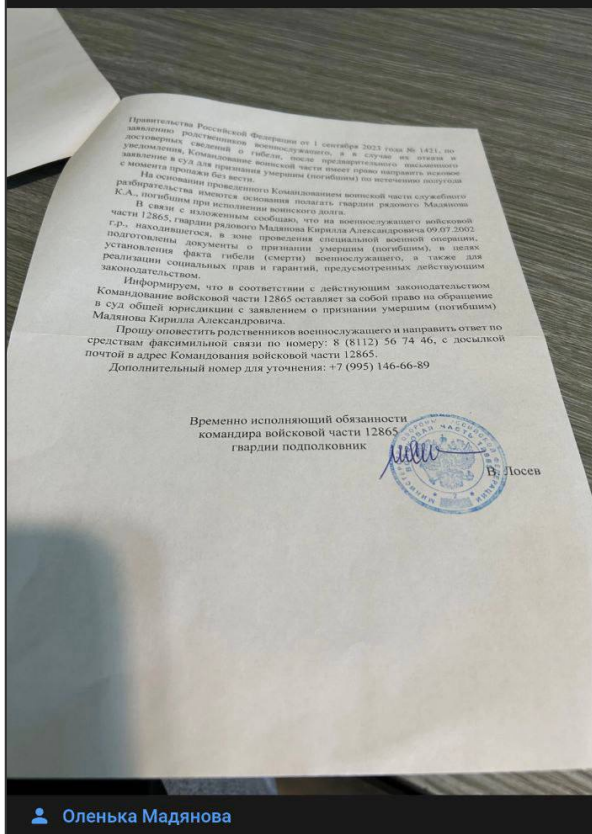 Правительства Российской Федерации от 1 сентября 2023 года № 1421, по
заявлению родственников военнослужащего, а в случае их отказа и
достоверных сведений о гибели, после предварительного письменного
уведомления, Командование воинской части имеет право направить исковое
заявление в суд для признания умершим (погибшим) по истечению полугода
с момента пропажи без вести.
На основании проведенного Командованием воинской части служебного
разбирательства имеются основания полагать гвардии рядового Мадянова
К.А., погибшим при исполнении воинского долга.
В связи с изложенным сообщаю, что на военнослужащего войсковой
части 12865, гвардии рядового Мадянова Кирилла Александровича 09.07.2002
г.р., находившегося, в зоне проведения специальной военной операции,
подготовлены документы о признании умершим (погибшим), в целях
установления факта гибели (смерти) военнослужащего, а также для
реализации социальных прав и гарантий, предусмотренных действующим
законодательством.
Информируем, что в соответствии с действующим законодательством
Командование войсковой части 12865 оставляет за собой право на обращение
в суд общей юрисдикции с заявлением о признании умершим (погибшим)
Мадянова Кирилла Александровича.
Прошу оповестить родственников военнослужащего и направить ответ по
средствам факсимильной связи по номеру: 8 (8112) 56 74 46, с досылкой
почтой в адрес Командования войсковой части 12865.
Дополнительный номер для уточнения: +7 (995) 146-66-89
Временно исполняющий обязанности
командира войсковой части 12865
гвардии подполковник
В. Лосев
Оленька Мадянова